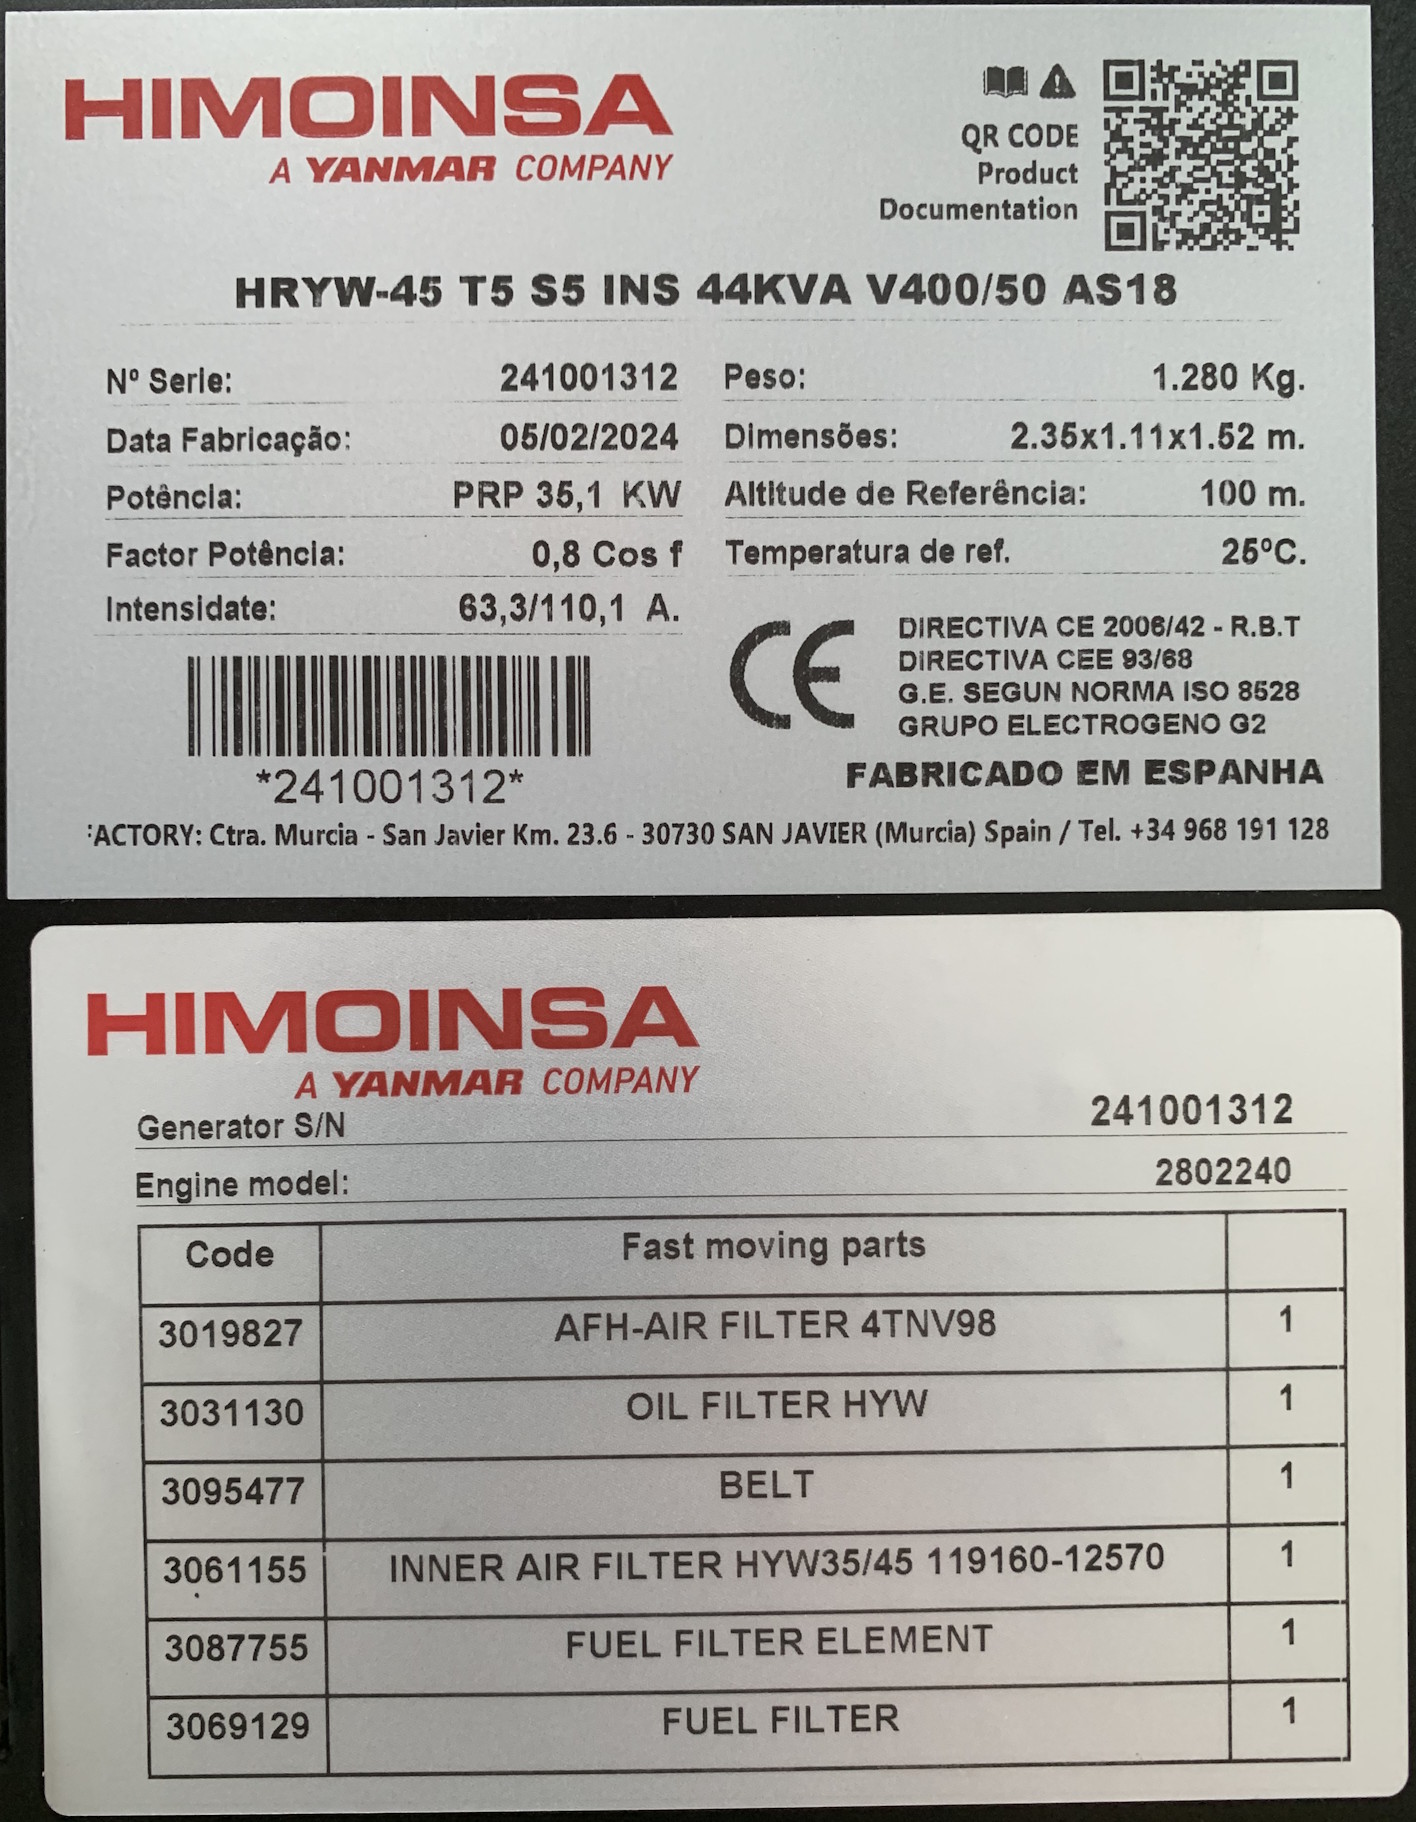 HIMOINSA
A YANMAR COMPANY
QR CODE
Product
Documentation
HRYW-45 T5 S5 INS 44KVA V400/50 AS18
Nº Serie: 241001312
Peso: 1.280 Kg.
Data Fabricação: 05/02/2024
Dimensões: 2.35x1.11x1.52 m.
Potência: PRP 35,1 KW
Altitude de Referência: 100 m.
Factor Potência: 0,8 Cos f
Temperatura de ref. 25ºC.
Intensidate: 63,3/110,1 A.
DIRECTIVA CE 2006/42 - R.B.T
DIRECTIVA CEE 93/68
G.E. SEGUN NORMA ISO 8528
GRUPO ELECTROGENO G2
CE
*241001312*
FABRICADO EM ESPANHA
:ACTORY: Ctra. Murcia - San Javier Km. 23.6 - 30730 SAN JAVIER (Murcia) Spain / Tel. +34 968 191 128
HIMOINSA
A YANMAR COMPANY
Generator S/N 241001312
Engine model: 2802240
Code Fast moving parts
3019827 AFH-AIR FILTER 4TNV98 1
3031130 OIL FILTER HYW 1
3095477 BELT 1
3061155 INNER AIR FILTER HYW35/45 119160-12570 1
3087755 FUEL FILTER ELEMENT 1
3069129 FUEL FILTER 1